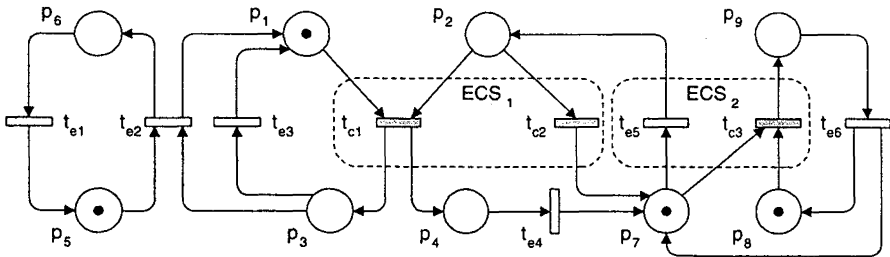 p6 p1 p2 p9
ECS1 ECS2
te1 te2 te3 tc1 tc2 te5 tc3 te6
p5 p3 p4 te4 p7 p8